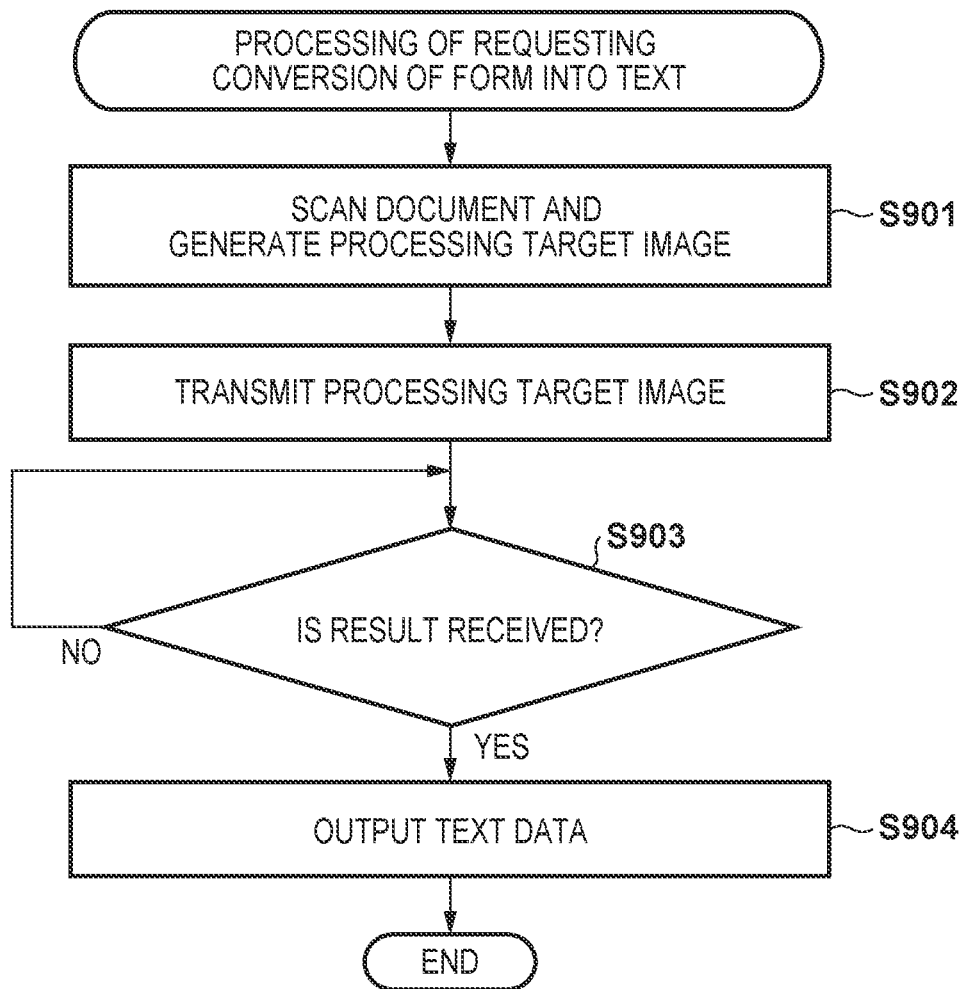 PROCESSING OF REQUESTING
CONVERSION OF FORM INTO TEXT
SCAN DOCUMENT AND
GENERATE PROCESSING TARGET IMAGE
S901
TRANSMIT PROCESSING TARGET IMAGE
S902
S903
IS RESULT RECEIVED?
NO
YES
OUTPUT TEXT DATA
S904
END